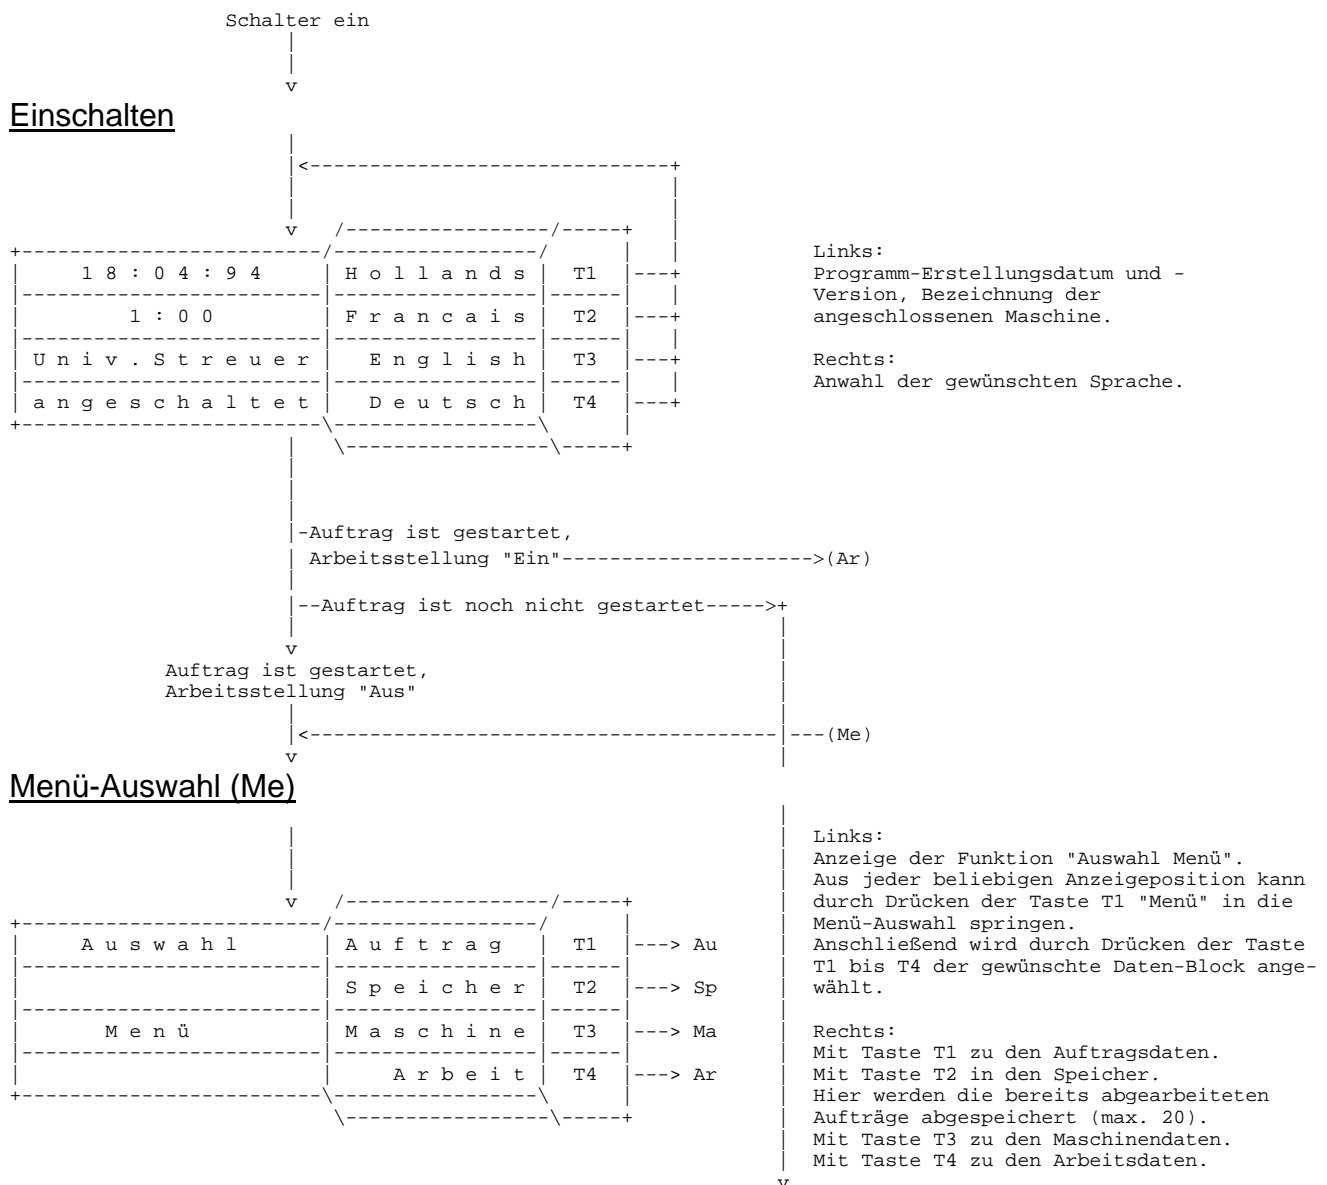 Schalter ein
Einschalten
18:04:94 Hollands T1
1:00 Francais T2
Univ.Streuer English T3
angeschaltet Deutsch T4
Links:
Programm-Erstellungsdatum und -
Version, Bezeichnung der
angeschlossenen Maschine.
Rechts:
Anwahl der gewünschten Sprache.
-Auftrag ist gestartet,
Arbeitsstellung "Ein"--------------------->(Ar)
--Auftrag ist noch nicht gestartet----->+
Auftrag ist gestartet,
Arbeitsstellung "Aus"
---(Me)
Menü-Auswahl (Me)
Auswahl Auftrag T1 ---> Au
Speicher T2 ---> Sp
Menü Maschine T3 ---> Ma
Arbeit T4 ---> Ar
Links:
Anzeige der Funktion "Auswahl Menü".
Aus jeder beliebigen Anzeigeposition kann
durch Drücken der Taste T1 "Menü" in die
Menü-Auswahl springen.
Anschließend wird durch Drücken der Taste
T1 bis T4 der gewünschte Daten-Block ange-
wählt.
Rechts:
Mit Taste T1 zu den Auftragsdaten.
Mit Taste T2 in den Speicher.
Hier werden die bereits abgearbeiteten
Aufträge abgespeichert (max. 20).
Mit Taste T3 zu den Maschinendaten.
Mit Taste T4 zu den Arbeitsdaten.